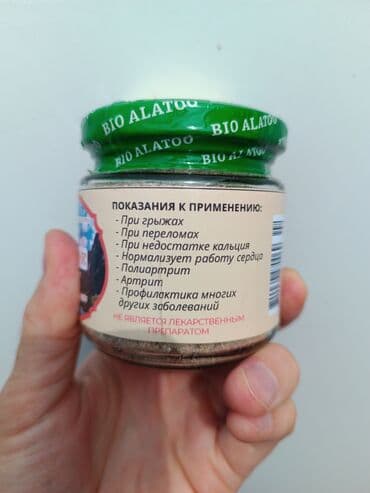 BIO ALATOO
BIO ALATOO
BIO ALATOO
ПОКАЗАНИЯ К ПРИМЕНЕНИЮ:
- При грыжах
- При переломах
- При недостатке кальция
- Нормализует работу сердца
- Полиартрит
- Артрит
- Профилактика многих
других заболеваний
НЕ ЯВЛЯЕТСЯ ЛЕКАРСТВЕННЫМ
ПРЕПАРАТОМ